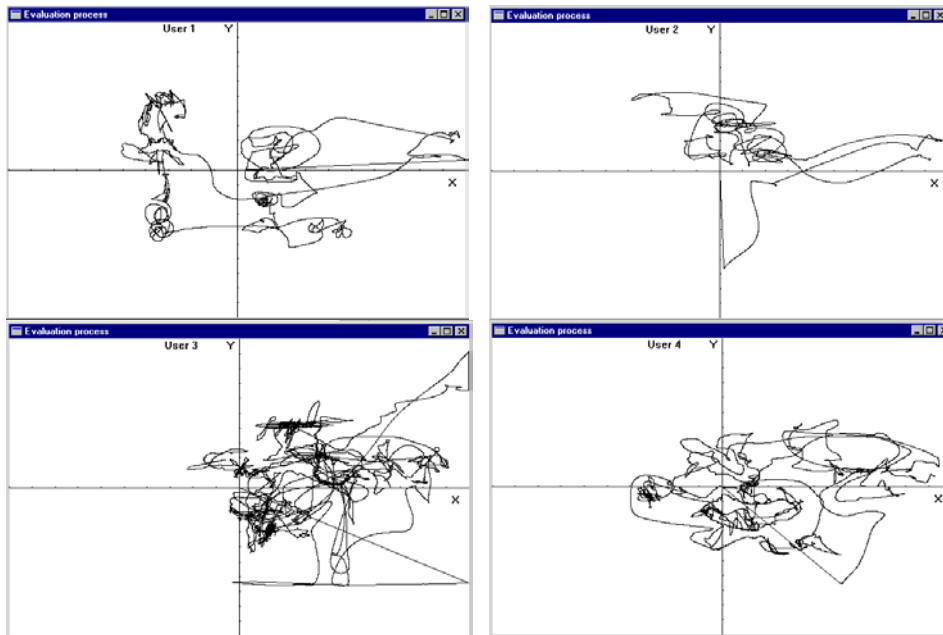 Evaluation process
User 1 Y
X
Evaluation process
User 2 Y
X
Evaluation process
User 3 Y
X
Evaluation process
User 4 Y
X